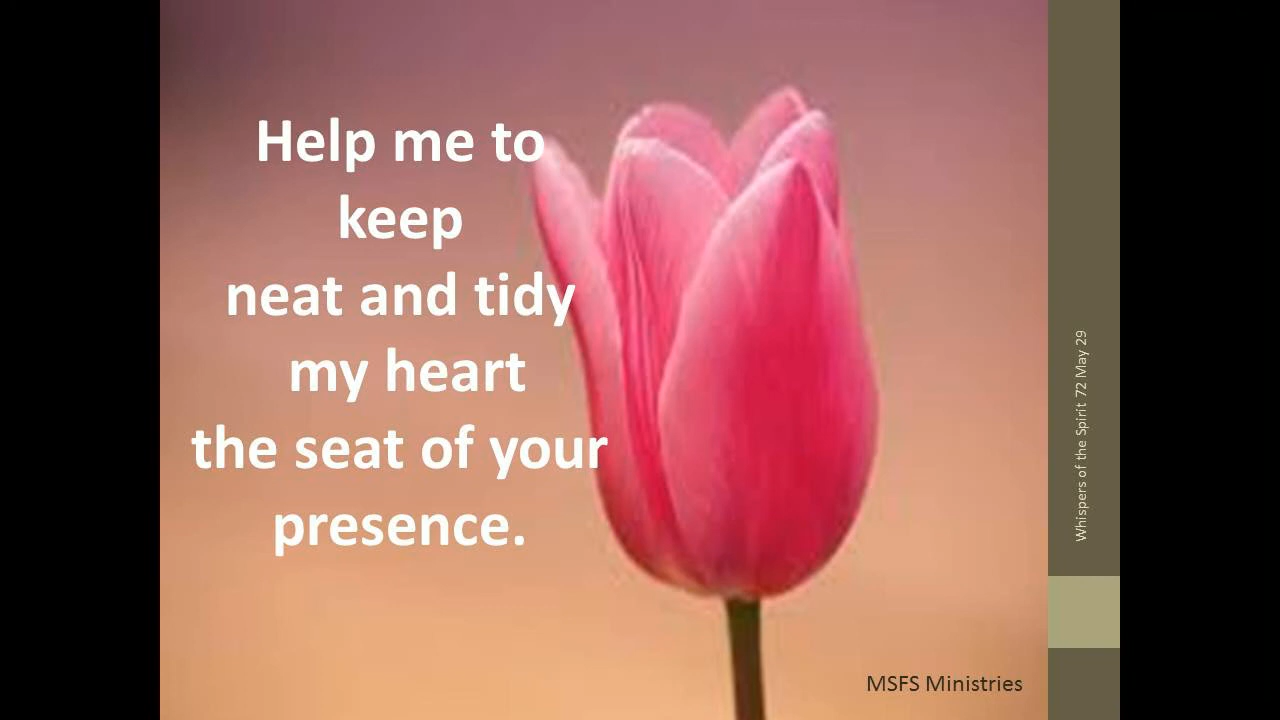 Help me to
keep
neat and tidy
my heart
the seat of your
presence.
Whispers of the Spirit 72 May 29
MSFS Ministries